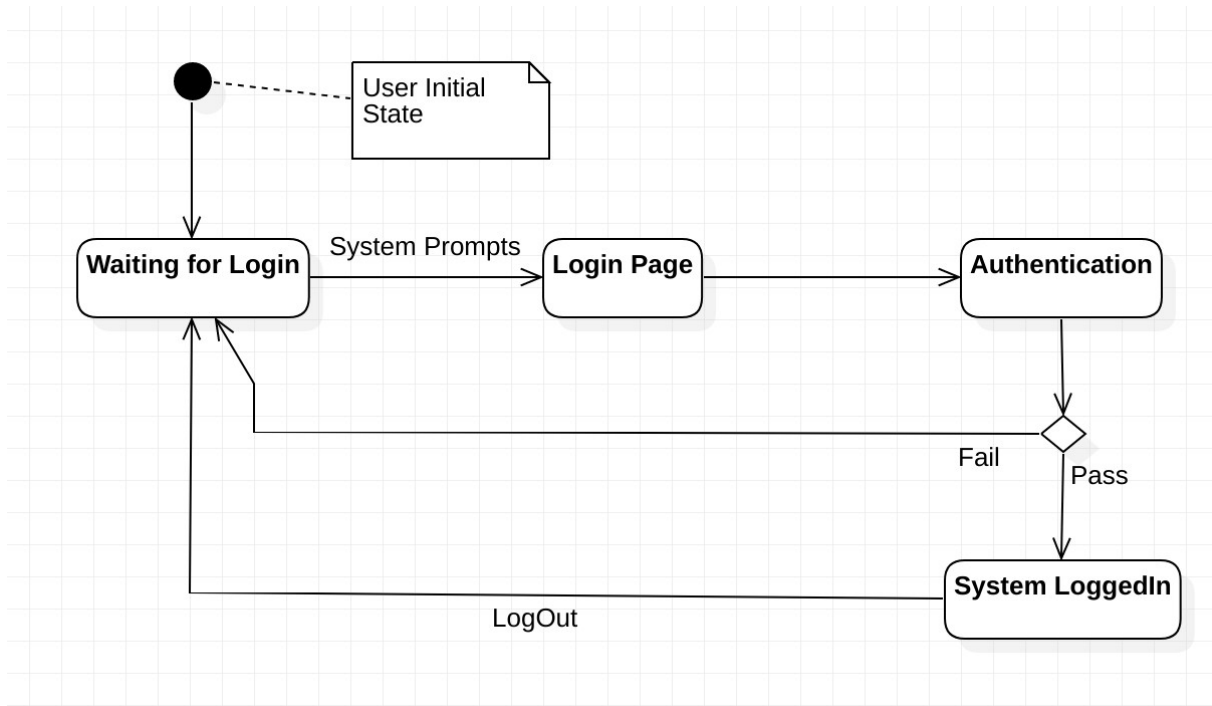 User Initial
State
System Prompts
Waiting for Login
Login Page
Authentication
Fail
Pass
System LoggedIn
LogOut